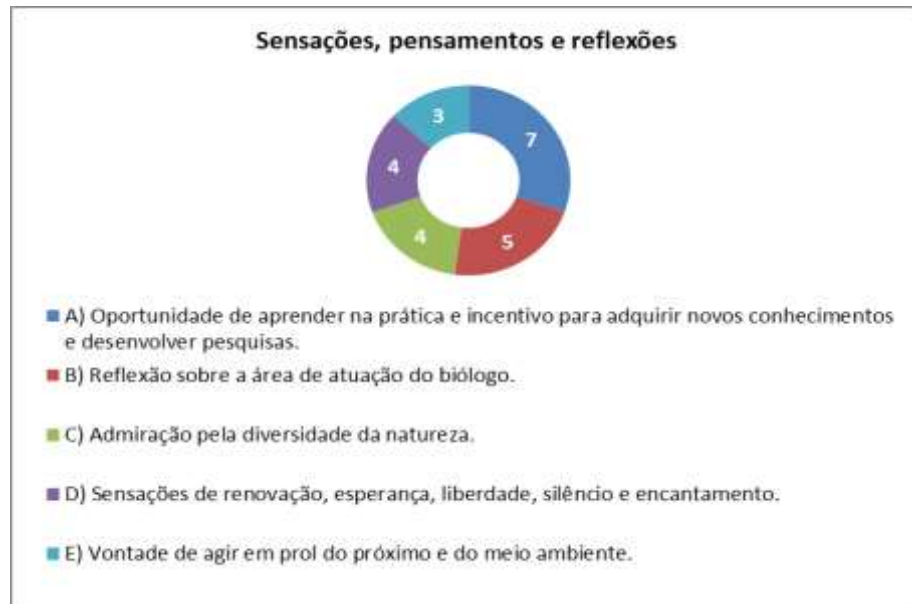 Sensações, pensamentos e reflexões
3
7
4
4
5
A) Oportunidade de aprender na prática e incentivo para adquirir novos conhecimentos
e desenvolver pesquisas.
B) Reflexão sobre a área de atuação do biólogo.
C) Admiração pela diversidade da natureza.
D) Sensações de renovação, esperança, liberdade, silêncio e encantamento.
E) Vontade de agir em prol do próximo e do meio ambiente.